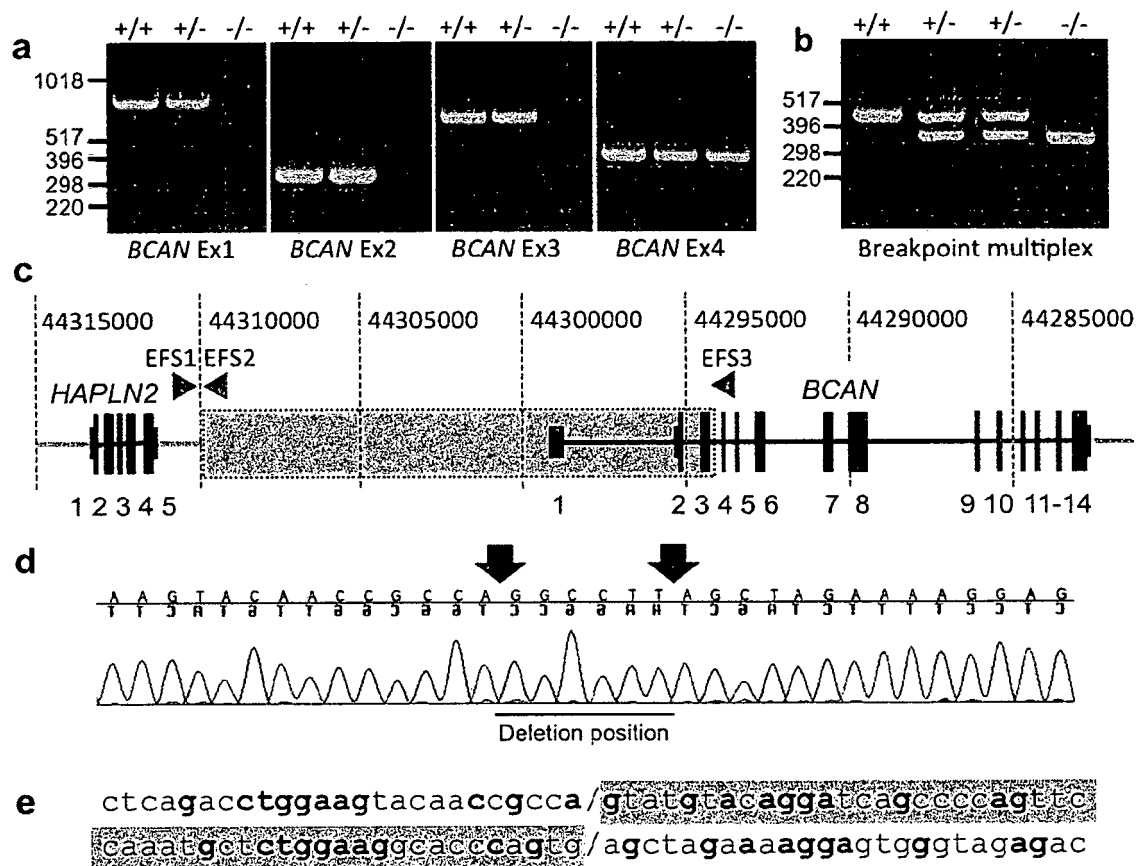 a
+/+ +/- -/- +/+ +/- -/- +/+ +/- -/- +/+ +/- -/-
1018
517
396
298
220
BCAN Ex1 BCAN Ex2 BCAN Ex3 BCAN Ex4
b
+/+ +/- +/- -/-
517
396
298
220
Breakpoint multiplex
c
44315000 44310000 44305000 44300000 44295000 44290000 44285000
EFS1 EFS2 EFS3
HAPLN2 BCAN
1 2 3 4 5 1 2 3 4 5 6 7 8 9 10 11-14
d
A A G T A C A A C C G C C A G G C C T T A G C T A G A A A A G G A G
Deletion position
e
ctcagacctggaagtacaaccgcca/gtatgtacaggatcagccccagttc
caaatgctctggaaggcacccagtg/agctagaaaaggagtgggtagagac